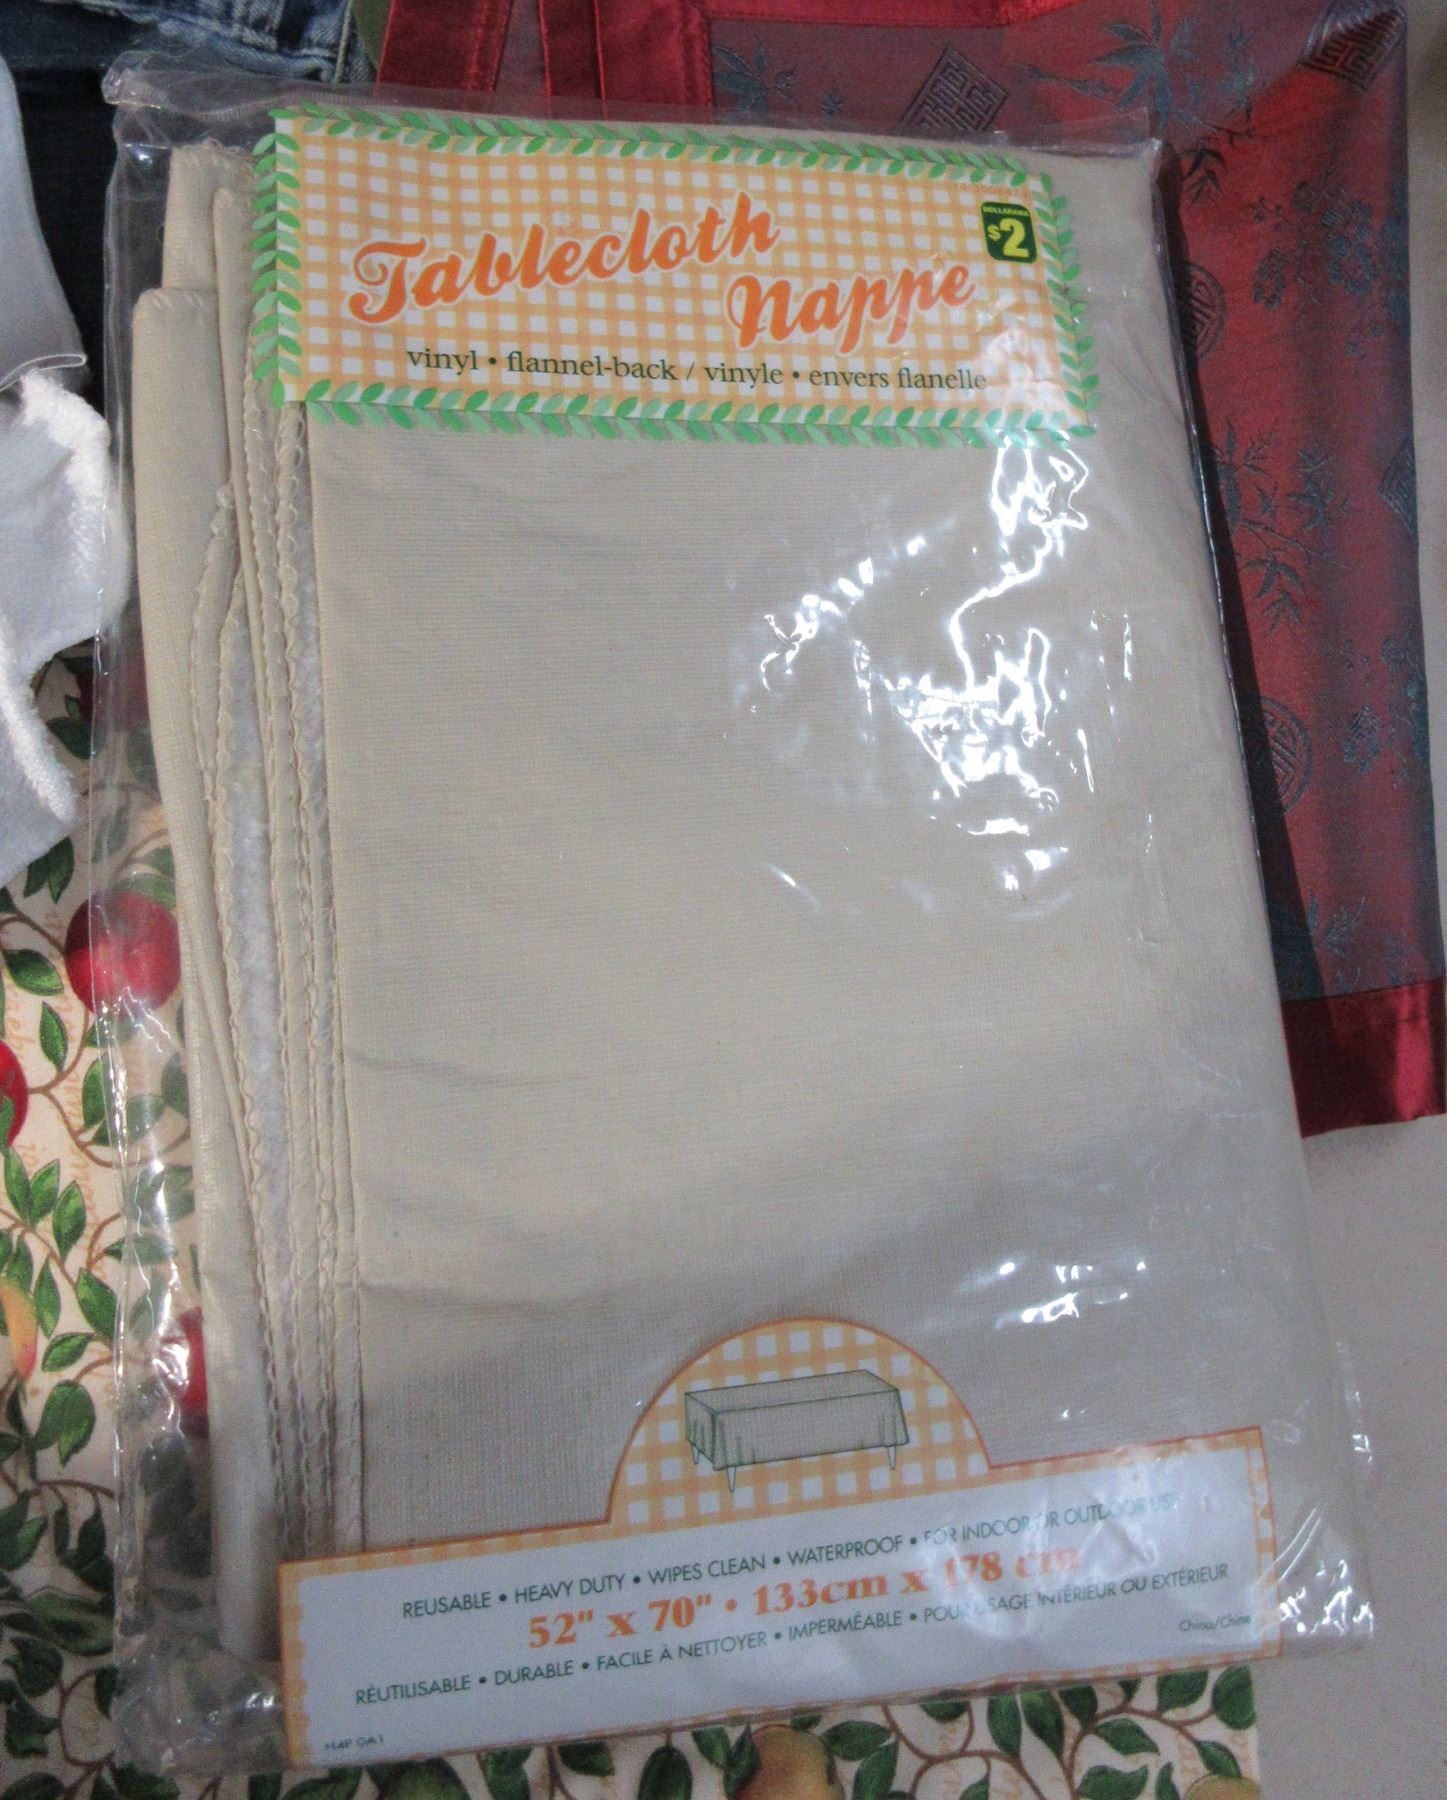 DOLLARAMA
$2
Tablecloth
Nappe
vinyl • flannel-back / vinyle • envers flanelle
REUSABLE • HEAVY DUTY • WIPES CLEAN • WATERPROOF • FOR INDOOR OR OUTDOOR USE
52" x 70" • 133cm x 178 cm
RÉUTILISABLE • DURABLE • FACILE À NETTOYER • IMPERMÉABLE • POUR USAGE INTÉRIEUR OU EXTÉRIEUR
China/Chine